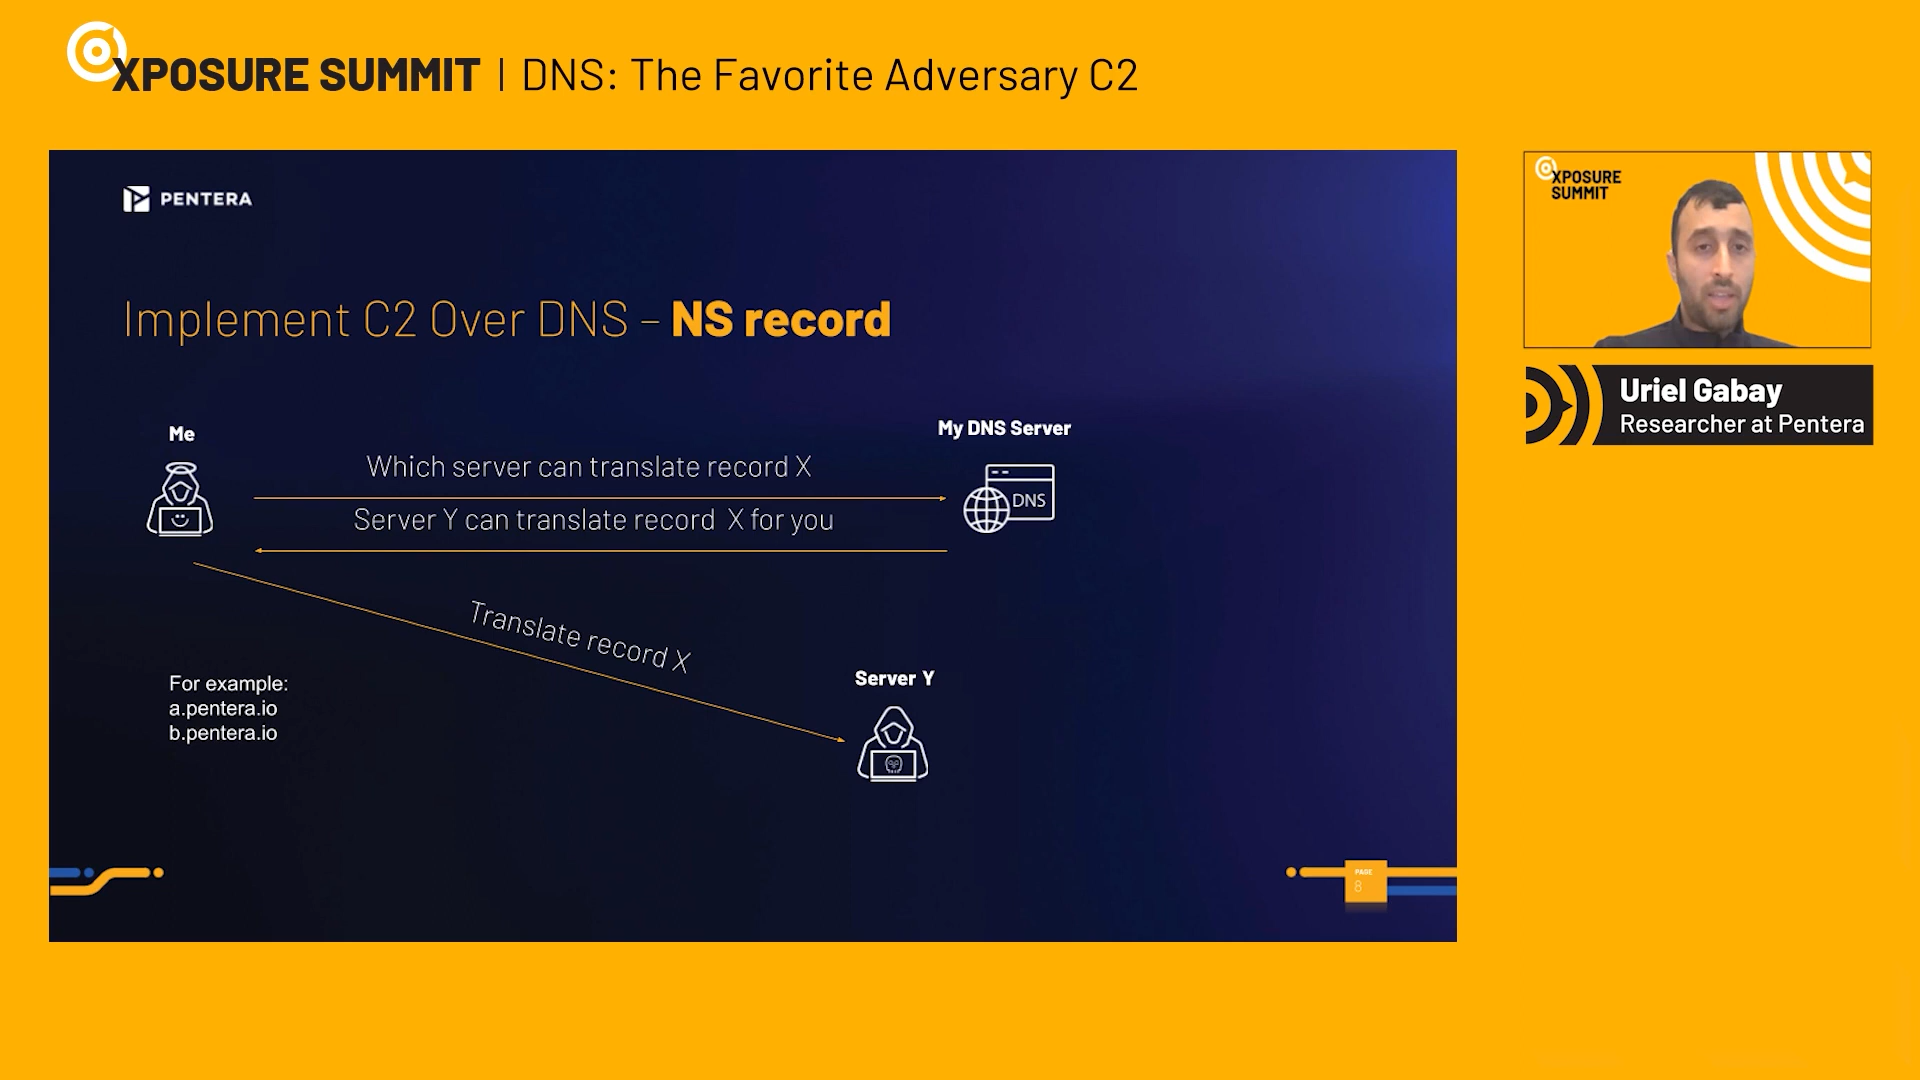 XPOSURE SUMMIT | DNS: The Favorite Adversary C2
PENTERA
Implement C2 Over DNS – NS record
Me
My DNS Server
Which server can translate record X
DNS
Server Y can translate record X for you
Translate record X
Server Y
For example:
a.pentera.io
b.pentera.io
PAGE
8
XPOSURE
SUMMIT
Uriel Gabay
Researcher at Pentera